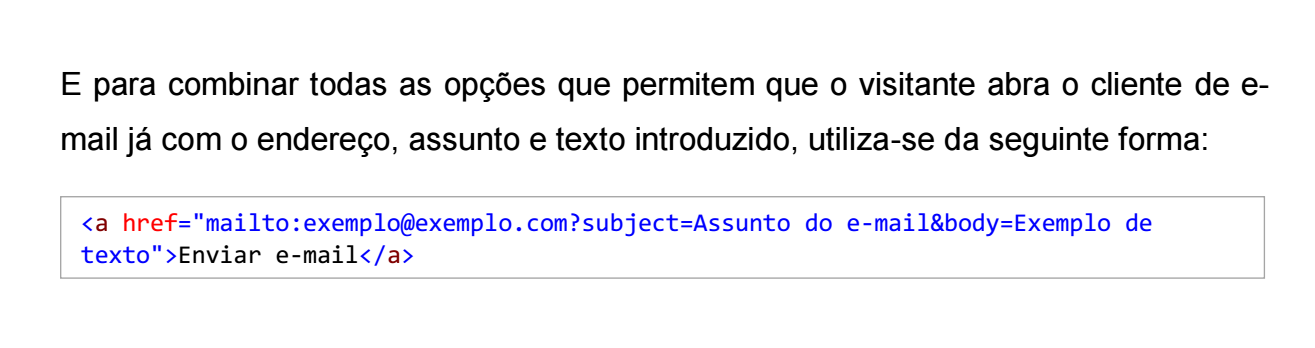 E para combinar todas as opções que permitem que o visitante abra o cliente de e-
mail já com o endereço, assunto e texto introduzido, utiliza-se da seguinte forma:
<a href="mailto:exemplo@exemplo.com?subject=Assunto do e-mail&body=Exemplo de
texto">Enviar e-mail</a>